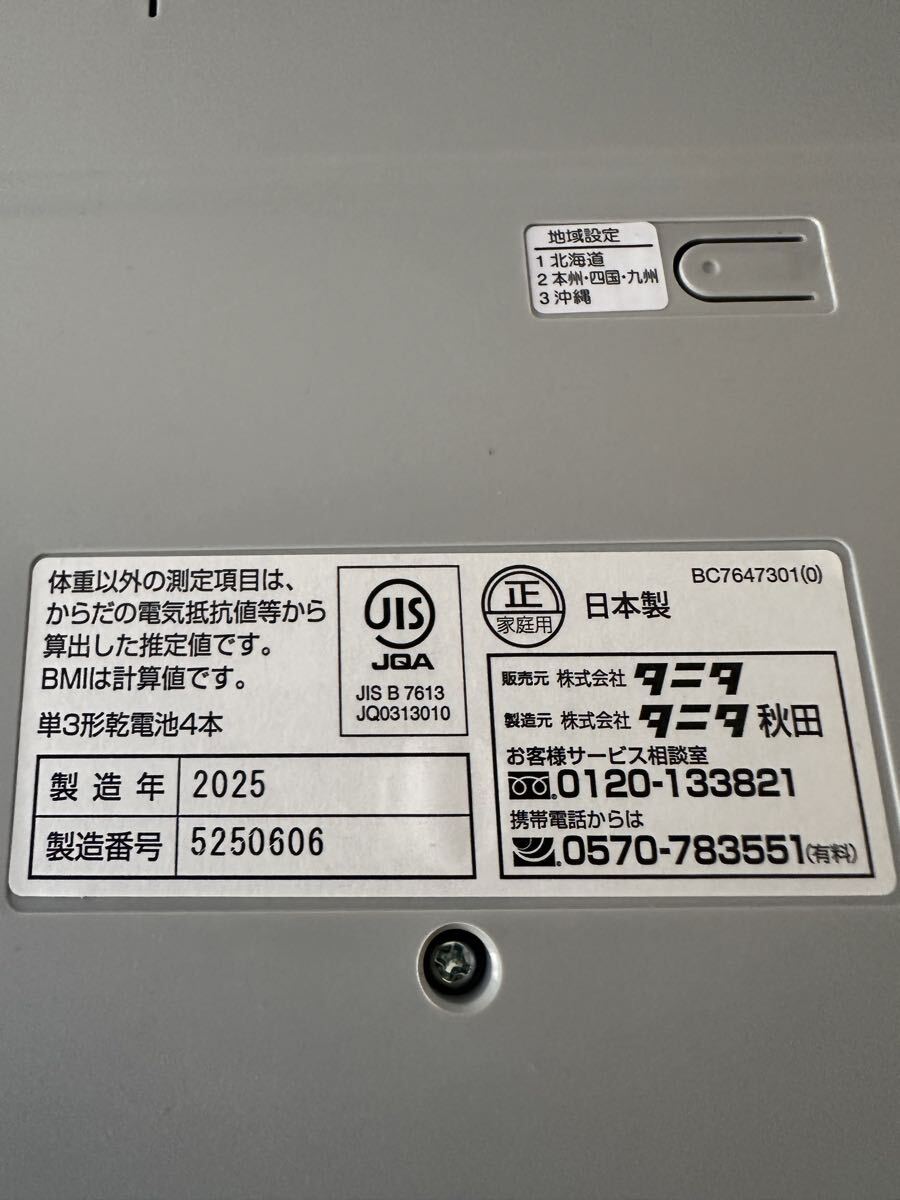 地域設定
1 北海道
2 本州・四国・九州
3 沖縄
体重以外の測定項目は、
からだの電気抵抗値等から
算出した推定値です。
BMIは計算値です。
単3形乾電池4本
JIS
JQA
JIS B 7613
JQ0313010
製造年 2025
製造番号 5250606
正
家庭用
日本製
BC7647301(0)
販売元 株式会社 タニタ
製造元 株式会社 タニタ 秋田
お客様サービス相談室
0120-133821
携帯電話からは
0570-783551(有料)